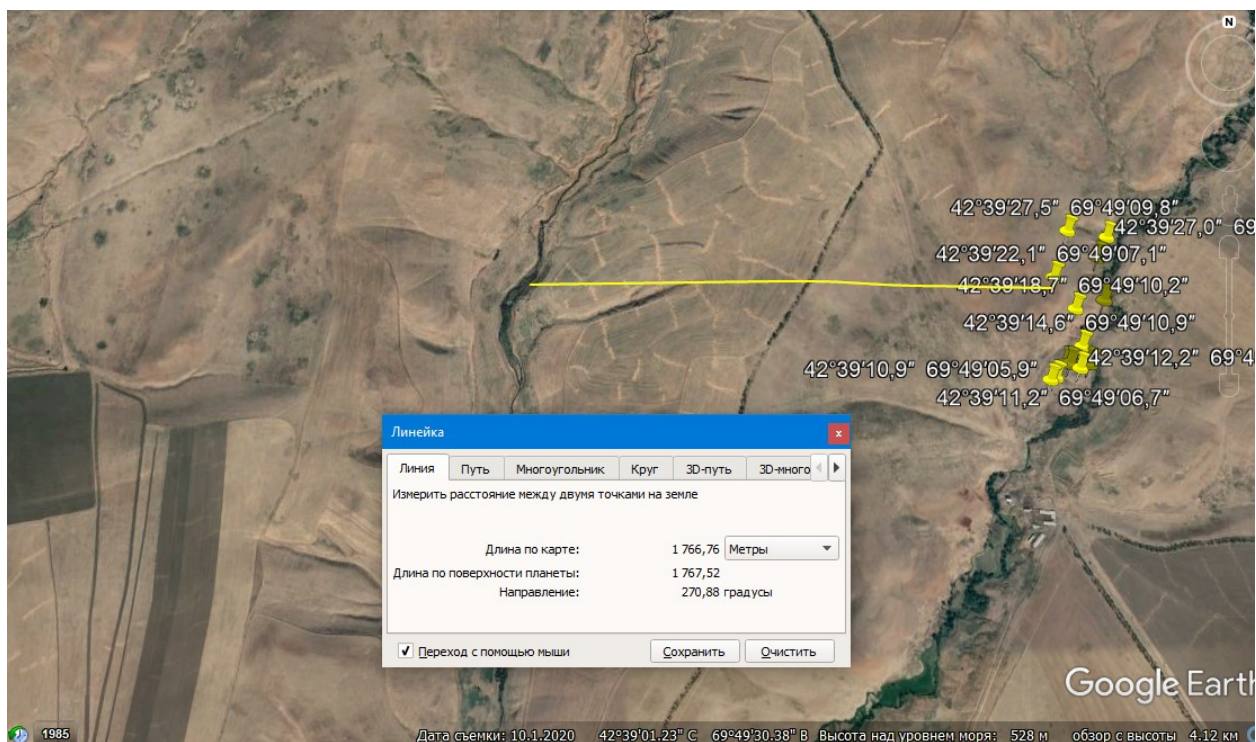 N
42°39′27,5″ 69°49′09,8″
42°39′27,0″ 69
42°39′22,1″ 69°49′07,1″
42°39′18,7″ 69°49′10,2″
42°39′14,6″ 69°49′10,9″
42°39′12,2″ 69°4
42°39′10,9″ 69°49′05,9″
42°39′11,2″ 69°49′06,7″
Линейка
Линия Путь Многоугольник Круг 3D-путь 3D-много
Измерить расстояние между двумя точками на земле
Длина по карте: 1 766,76 Метры
Длина по поверхности планеты: 1 767,52
Направление: 270,88 градусы
Переход с помощью мыши Сохранить Очистить
Google Earth
1985 Дата съемки: 10.1.2020 42°39'01.23" С 69°49'30.38" В Высота над уровнем моря: 528 м обзор с высоты 4.12 км